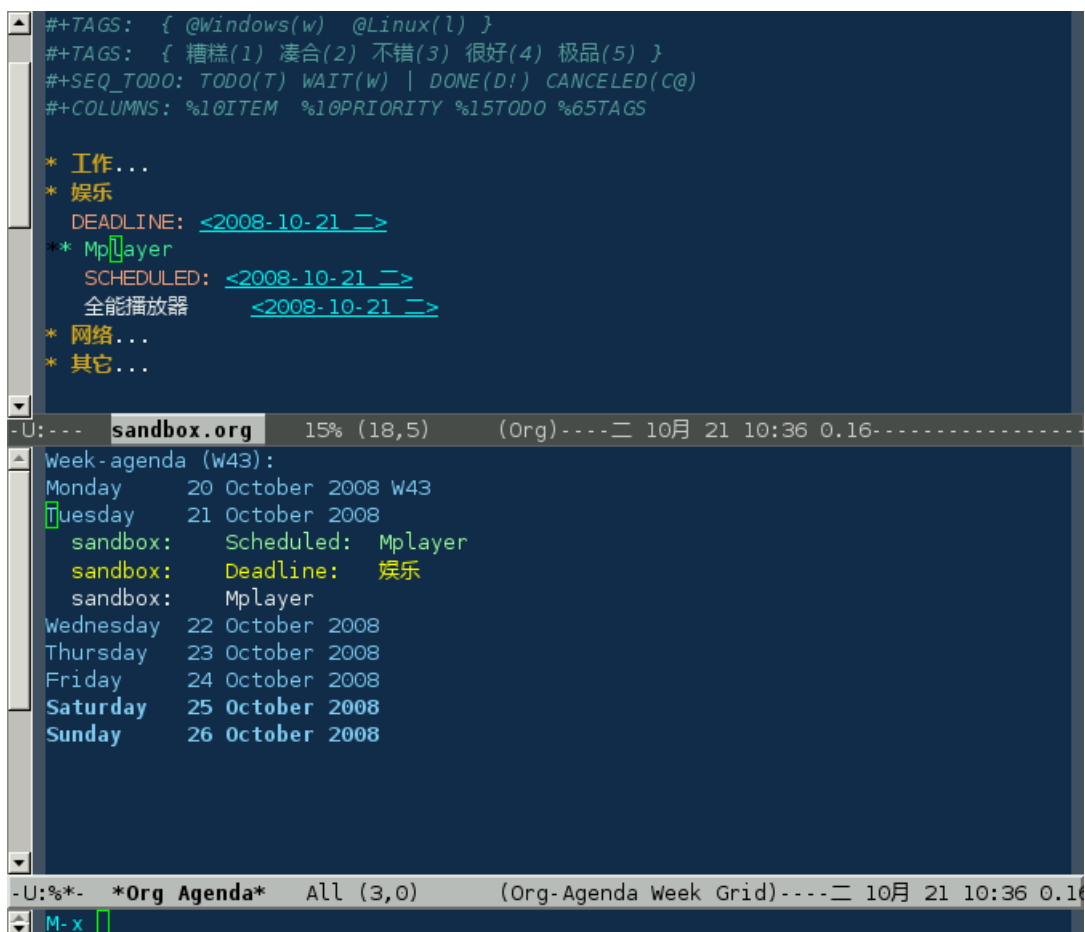 #+TAGS:  { @Windows(w)  @Linux(l) }
#+TAGS:  { 糟糕(1) 凑合(2) 不错(3) 很好(4) 极品(5) }
#+SEQ_TODO: TODO(T) WAIT(W) | DONE(D!) CANCELED(C@)
#+COLUMNS: %10ITEM  %10PRIORITY %15TODO %65TAGS
* 工作...
* 娱乐
DEADLINE: <2008-10-21 二>
** Mplayer
SCHEDULED: <2008-10-21 二>
全能播放器     <2008-10-21 二>
* 网络...
* 其它...
-U:---  sandbox.org    15% (18,5)     (Org)----二 10月 21 10:36 0.16-----------------
Week-agenda (W43):
Monday     20 October 2008 W43
Tuesday    21 October 2008
sandbox:    Scheduled:  Mplayer
sandbox:    Deadline:   娱乐
sandbox:    Mplayer
Wednesday  22 October 2008
Thursday   23 October 2008
Friday     24 October 2008
Saturday   25 October 2008
Sunday     26 October 2008
-U:%*-  *Org Agenda*   All (3,0)      (Org-Agenda Week Grid)----二 10月 21 10:36 0.16
M-x